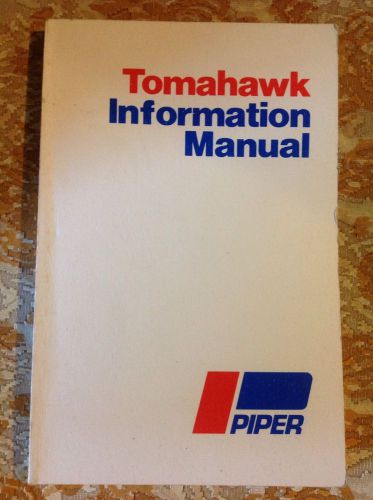 Tomahawk
Information
Manual
PIPER